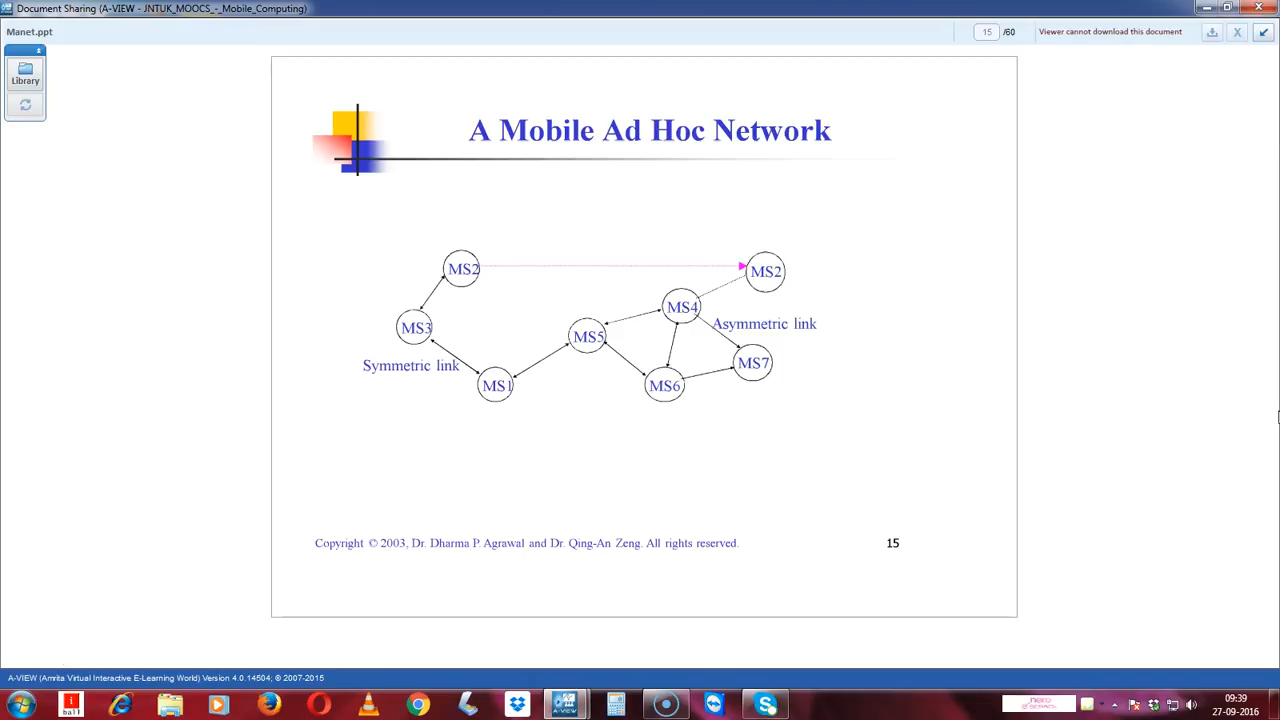 Document Sharing (A-VIEW - JNTUK_MOOCS_-_Mobile_Computing)
Manet.ppt
15 /60
Viewer cannot download this document
X
Library
A Mobile Ad Hoc Network
MS2
MS2
MS4
MS3
Asymmetric link
MS5
Symmetric link
MS7
MS1
MS6
Copyright © 2003, Dr. Dharma P. Agrawal and Dr. Qing-An Zeng. All rights reserved.
15
A-VIEW (Amrita Virtual Interactive E-Learning World) Version 4.0.14504; ® 2007-2015
i
ball
A-VIEW
09:39
27-09-2016